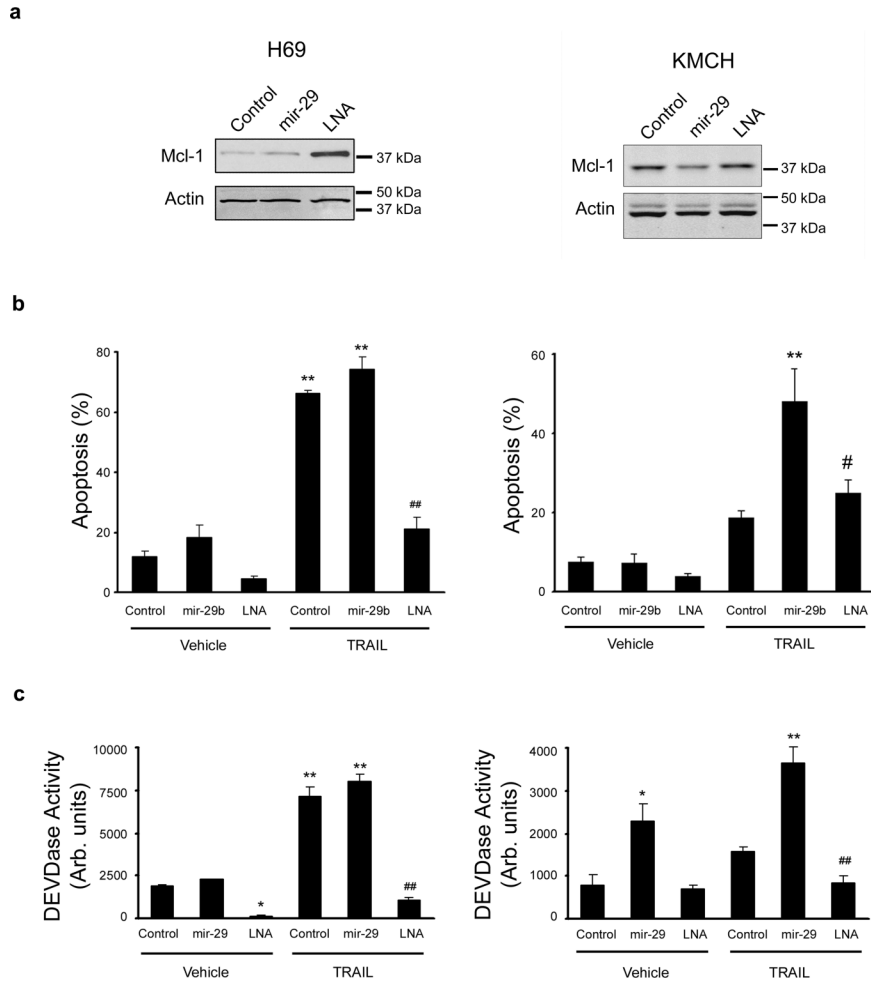 a
H69
Control mir-29 LNA
Mcl-1
37 kDa
Actin
50 kDa
37 kDa
KMCH
Control mir-29 LNA
Mcl-1
37 kDa
Actin
50 kDa
37 kDa
b
Apoptosis (%)
80
60
40
20
0
** ** ##
Control mir-29b LNA Control mir-29b LNA
Vehicle TRAIL
Apoptosis (%)
60
40
20
0
** #
Control mir-29b LNA Control mir-29b LNA
Vehicle TRAIL
c
DEVDase Activity
(Arb. units)
10000
7500
5000
2500
0
* ** ** ##
Control mir-29 LNA Control mir-29 LNA
Vehicle TRAIL
DEVDase Activity
(Arb. units)
4000
3000
2000
1000
0
* ** ##
Control mir-29 LNA Control mir-29 LNA
Vehicle TRAIL